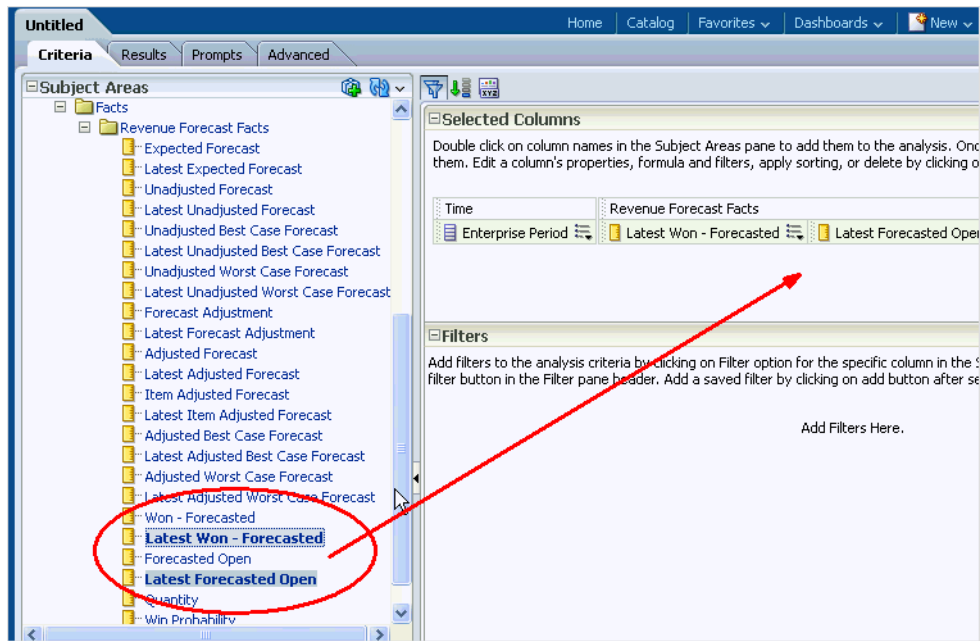 Untitled
Home
Catalog
Favorites
Dashboards
New
Criteria
Results
Prompts
Advanced
Subject Areas
Facts
Revenue Forecast Facts
Expected Forecast
Latest Expected Forecast
Unadjusted Forecast
Latest Unadjusted Forecast
Unadjusted Best Case Forecast
Latest Unadjusted Best Case Forecast
Unadjusted Worst Case Forecast
Latest Unadjusted Worst Case Forecast
Forecast Adjustment
Latest Forecast Adjustment
Adjusted Forecast
Latest Adjusted Forecast
Item Adjusted Forecast
Latest Item Adjusted Forecast
Adjusted Best Case Forecast
Latest Adjusted Best Case Forecast
Adjusted Worst Case Forecast
Latest Adjusted Worst Case Forecast
Won - Forecasted
Latest Won - Forecasted
Forecasted Open
Latest Forecasted Open
Quantity
Win Probability
XYZ
Selected Columns
Double click on column names in the Subject Areas pane to add them to the analysis. Onc
them. Edit a column's properties, formula and filters, apply sorting, or delete by clicking o
Time
Revenue Forecast Facts
Enterprise Period
Latest Won - Forecasted
Latest Forecasted Open
Filters
Add filters to the analysis criteria by clicking on Filter option for the specific column in the S
filter button in the Filter pane header. Add a saved filter by clicking on add button after se
Add Filters Here.